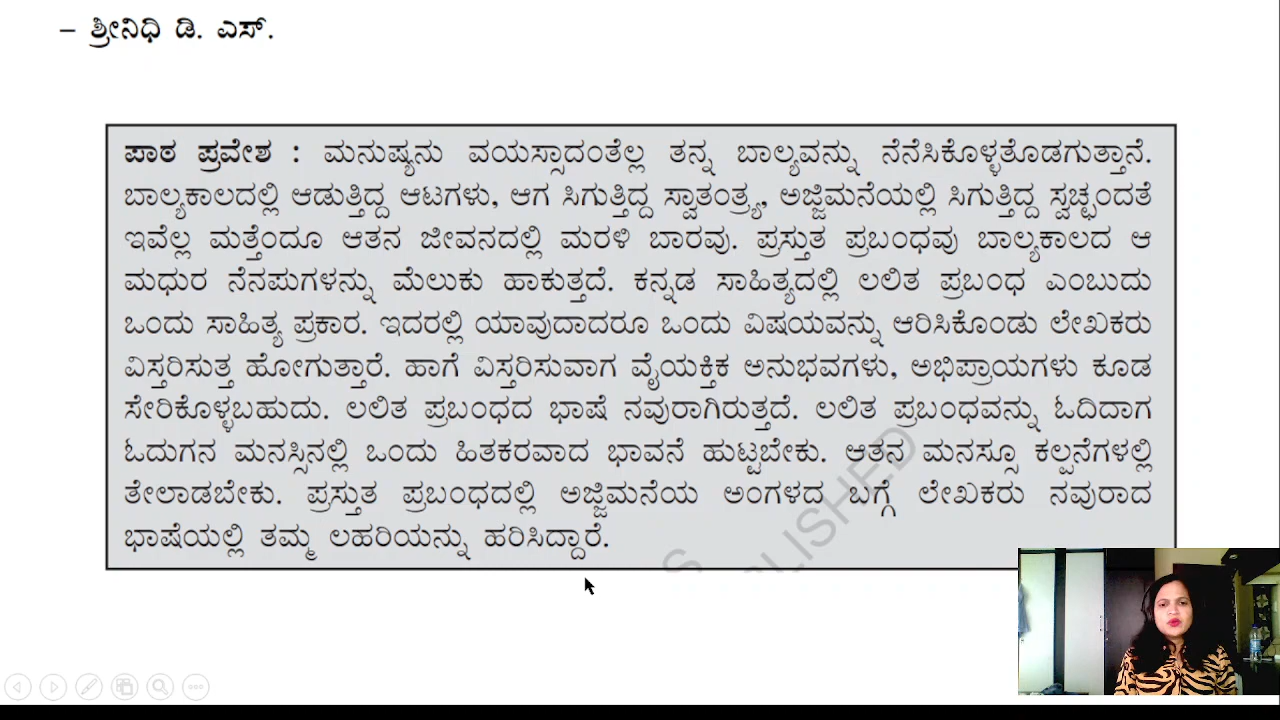 – ಶ್ರೀನಿಧಿ ಡಿ. ಎಸ್.
ಪಾಠ ಪ್ರವೇಶ : ಮನುಷ್ಯನು ವಯಸ್ಸಾದಂತೆಲ್ಲ ತನ್ನ ಬಾಲ್ಯವನ್ನು ನೆನೆಸಿಕೊಳ್ಳತೊಡಗುತ್ತಾನೆ.
ಬಾಲ್ಯಕಾಲದಲ್ಲಿ ಆಡುತ್ತಿದ್ದ ಆಟಗಳು, ಆಗ ಸಿಗುತ್ತಿದ್ದ ಸ್ವಾತಂತ್ರ್ಯ, ಅಜ್ಜಿಮನೆಯಲ್ಲಿ ಸಿಗುತ್ತಿದ್ದ ಸ್ವಚ್ಛಂದತೆ
ಇವೆಲ್ಲ ಮತ್ತೆಂದೂ ಆತನ ಜೀವನದಲ್ಲಿ ಮರಳಿ ಬಾರವು. ಪ್ರಸ್ತುತ ಪ್ರಬಂಧವು ಬಾಲ್ಯಕಾಲದ ಆ
ಮಧುರ ನೆನಪುಗಳನ್ನು ಮೆಲುಕು ಹಾಕುತ್ತದೆ. ಕನ್ನಡ ಸಾಹಿತ್ಯದಲ್ಲಿ ಲಲಿತ ಪ್ರಬಂಧ ಎಂಬುದು
ಒಂದು ಸಾಹಿತ್ಯ ಪ್ರಕಾರ. ಇದರಲ್ಲಿ ಯಾವುದಾದರೂ ಒಂದು ವಿಷಯವನ್ನು ಆರಿಸಿಕೊಂಡು ಲೇಖಕರು
ವಿಸ್ತರಿಸುತ್ತ ಹೋಗುತ್ತಾರೆ. ಹಾಗೆ ವಿಸ್ತರಿಸುವಾಗ ವೈಯಕ್ತಿಕ ಅನುಭವಗಳು, ಅಭಿಪ್ರಾಯಗಳು ಕೂಡ
ಸೇರಿಕೊಳ್ಳಬಹುದು. ಲಲಿತ ಪ್ರಬಂಧದ ಭಾಷೆ ನವುರಾಗಿರುತ್ತದೆ. ಲಲಿತ ಪ್ರಬಂಧವನ್ನು ಓದಿದಾಗ
ಓದುಗನ ಮನಸ್ಸಿನಲ್ಲಿ ಒಂದು ಹಿತಕರವಾದ ಭಾವನೆ ಹುಟ್ಟಬೇಕು. ಆತನ ಮನಸ್ಸೂ ಕಲ್ಪನೆಗಳಲ್ಲಿ
ತೇಲಾಡಬೇಕು. ಪ್ರಸ್ತುತ ಪ್ರಬಂಧದಲ್ಲಿ ಅಜ್ಜಿಮನೆಯ ಅಂಗಳದ ಬಗ್ಗೆ ಲೇಖಕರು ನವುರಾದ
ಭಾಷೆಯಲ್ಲಿ ತಮ್ಮ ಲಹರಿಯನ್ನು ಹರಿಸಿದ್ದಾರೆ.